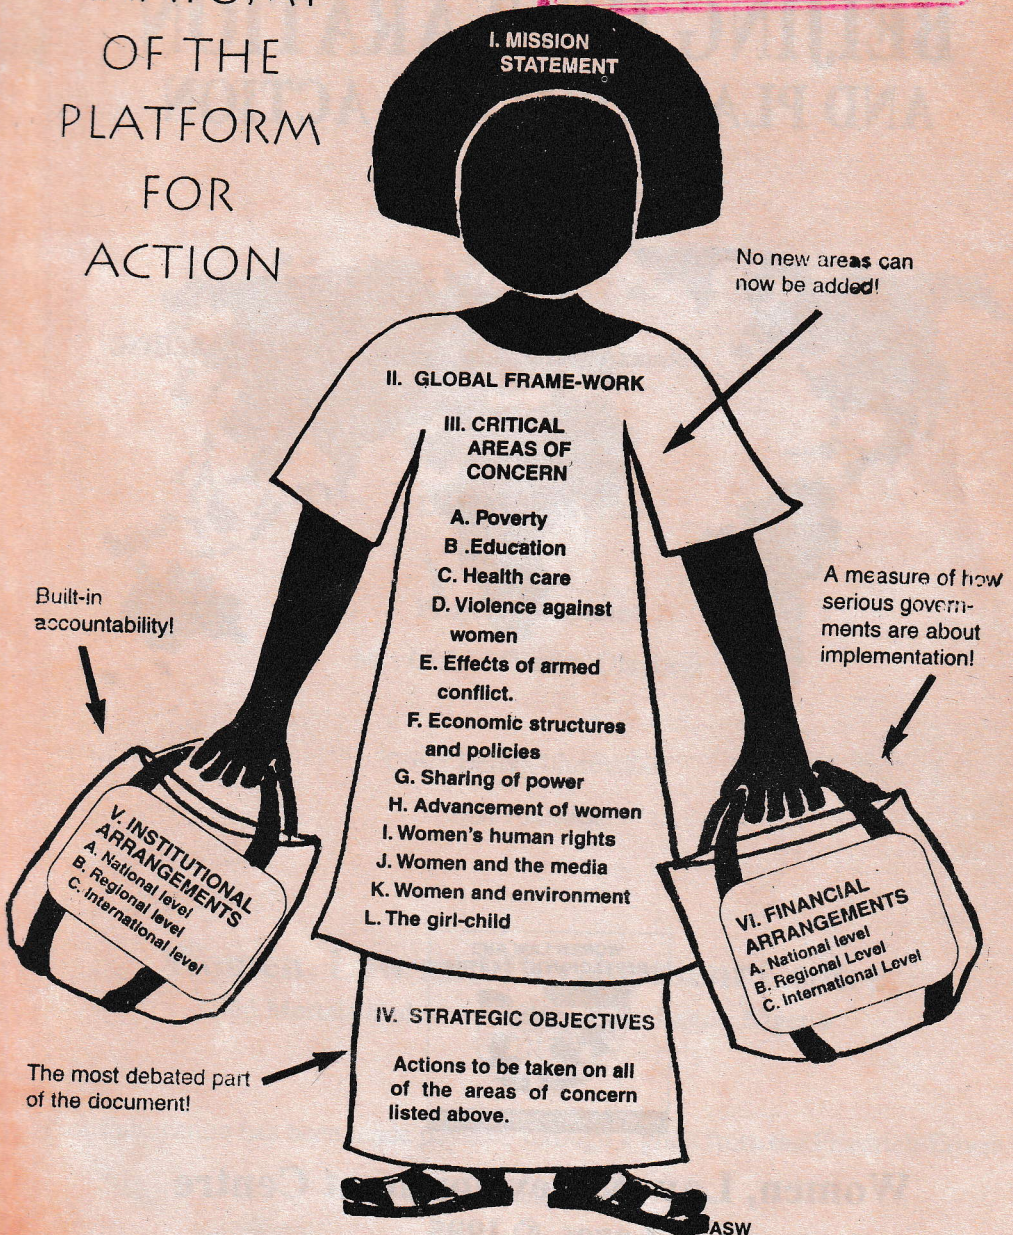 OF THE
PLATFORM
FOR
ACTION
I. MISSION
STATEMENT
No new areas can
now be added!
II. GLOBAL FRAME-WORK
III. CRITICAL
AREAS OF
CONCERN
A. Poverty
B .Education
C. Health care
D. Violence against
women
E. Effects of armed
conflict.
F. Economic structures
and policies
G. Sharing of power
H. Advancement of women
I. Women's human rights
J. Women and the media
K. Women and environment
L. The girl-child
Built-in
accountability!
A measure of how
serious govern-
ments are about
implementation!
V. INSTITUTIONAL
ARRANGEMENTS
A. National level
B. Regional level
C. International level
VI. FINANCIAL
ARRANGEMENTS
A. National level
B. Regional Level
C. International Level
IV. STRATEGIC OBJECTIVES
Actions to be taken on all
of the areas of concern
listed above.
The most debated part
of the document!
ASW